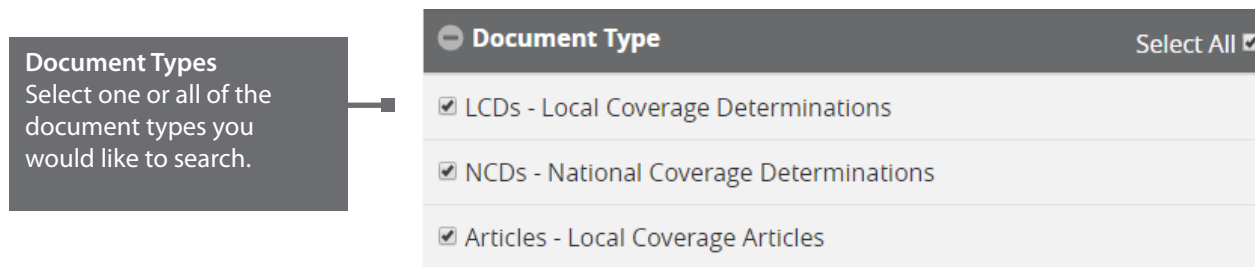 Document Types
Select one or all of the
document types you
would like to search.
Document Type Select All
LCDs - Local Coverage Determinations
NCDs - National Coverage Determinations
Articles - Local Coverage Articles